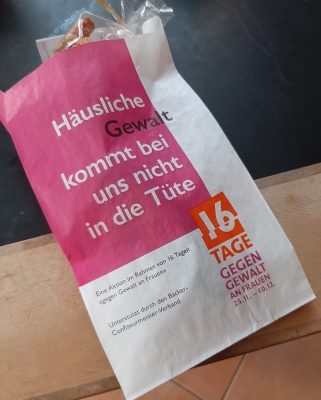 Häusliche
Gewalt
kommt bei
uns nicht
in die Tüte
Eine Aktion im Rahmen von 16 Tagen
«gegen Gewalt an Frauen»
Unterstützt durch den Bäcker-
Confiseurmeister-Verband.
16
TAGE
GEGEN
GEWALT
AN FRAUEN
25.11.–10.12.